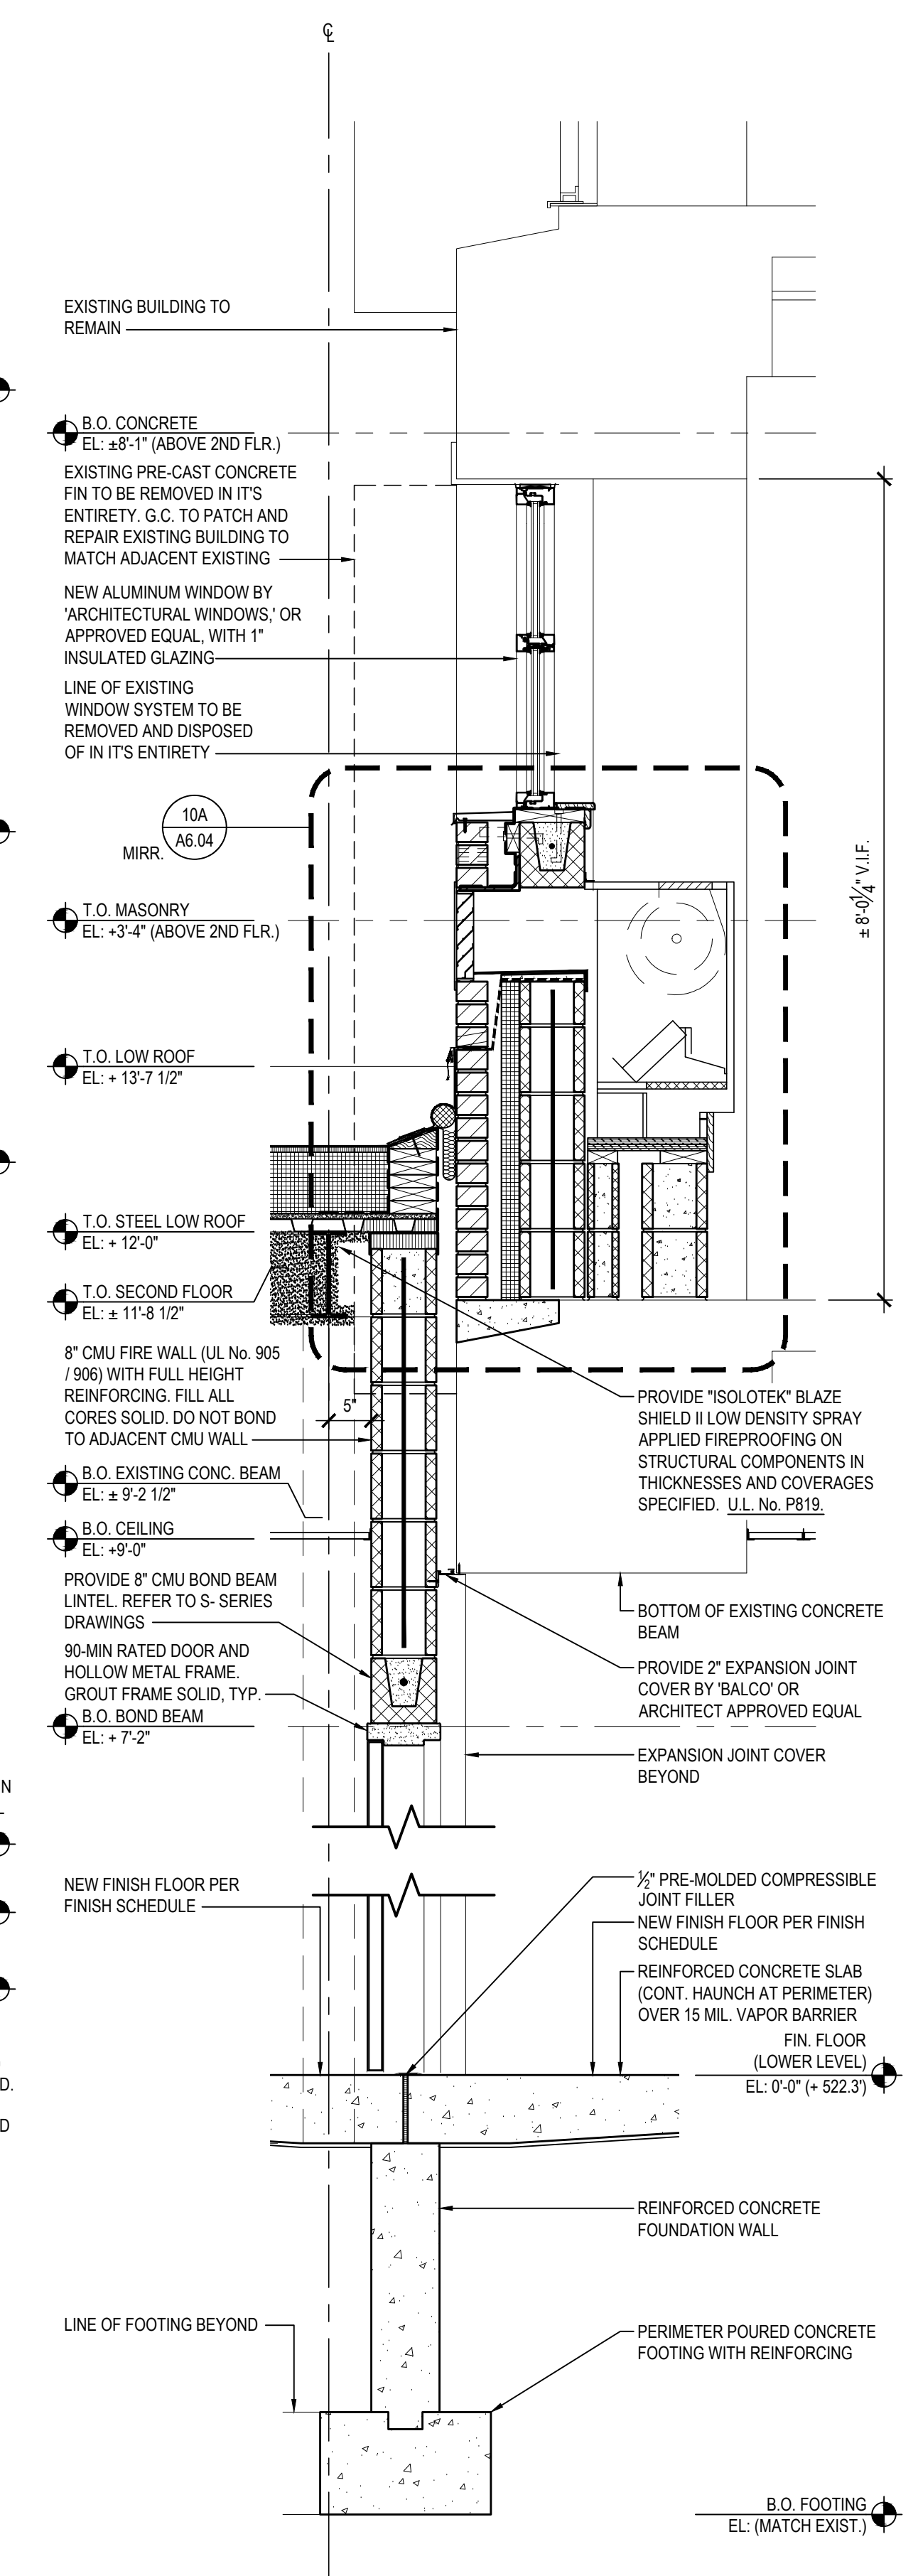 ℄
EXISTING BUILDING TO
REMAIN
B.O. CONCRETE
EL: ±8'-1" (ABOVE 2ND FLR.)
EXISTING PRE-CAST CONCRETE
FIN TO BE REMOVED IN IT'S
ENTIRETY. G.C. TO PATCH AND
REPAIR EXISTING BUILDING TO
MATCH ADJACENT EXISTING
NEW ALUMINUM WINDOW BY
'ARCHITECTURAL WINDOWS,' OR
APPROVED EQUAL, WITH 1"
INSULATED GLAZING
LINE OF EXISTING
WINDOW SYSTEM TO BE
REMOVED AND DISPOSED
OF IN IT'S ENTIRETY
10A
A6.04
MIRR.
± 8'-0 1/4" V.I.F.
T.O. MASONRY
EL: +3'-4" (ABOVE 2ND FLR.)
T.O. LOW ROOF
EL: + 13'-7 1/2"
T.O. STEEL LOW ROOF
EL: + 12'-0"
T.O. SECOND FLOOR
EL: ± 11'-8 1/2"
8" CMU FIRE WALL (UL No. 905
/ 906) WITH FULL HEIGHT
REINFORCING. FILL ALL
CORES SOLID. DO NOT BOND
TO ADJACENT CMU WALL
5"
PROVIDE "ISOLOTEK" BLAZE
SHIELD II LOW DENSITY SPRAY
APPLIED FIREPROOFING ON
STRUCTURAL COMPONENTS IN
THICKNESSES AND COVERAGES
SPECIFIED. U.L. No. P819.
B.O. EXISTING CONC. BEAM
EL: ± 9'-2 1/2"
B.O. CEILING
EL: +9'-0"
PROVIDE 8" CMU BOND BEAM
LINTEL. REFER TO S- SERIES
DRAWINGS
BOTTOM OF EXISTING CONCRETE
BEAM
90-MIN RATED DOOR AND
HOLLOW METAL FRAME.
GROUT FRAME SOLID, TYP.
PROVIDE 2" EXPANSION JOINT
COVER BY 'BALCO' OR
ARCHITECT APPROVED EQUAL
B.O. BOND BEAM
EL: + 7'-2"
EXPANSION JOINT COVER
BEYOND
N
NEW FINISH FLOOR PER
FINISH SCHEDULE
1/2" PRE-MOLDED COMPRESSIBLE
JOINT FILLER
NEW FINISH FLOOR PER FINISH
SCHEDULE
REINFORCED CONCRETE SLAB
(CONT. HAUNCH AT PERIMETER)
OVER 15 MIL. VAPOR BARRIER
FIN. FLOOR
(LOWER LEVEL)
EL: 0'-0" (+ 522.3')
D.
D
REINFORCED CONCRETE
FOUNDATION WALL
LINE OF FOOTING BEYOND
PERIMETER POURED CONCRETE
FOOTING WITH REINFORCING
B.O. FOOTING
EL: (MATCH EXIST.)